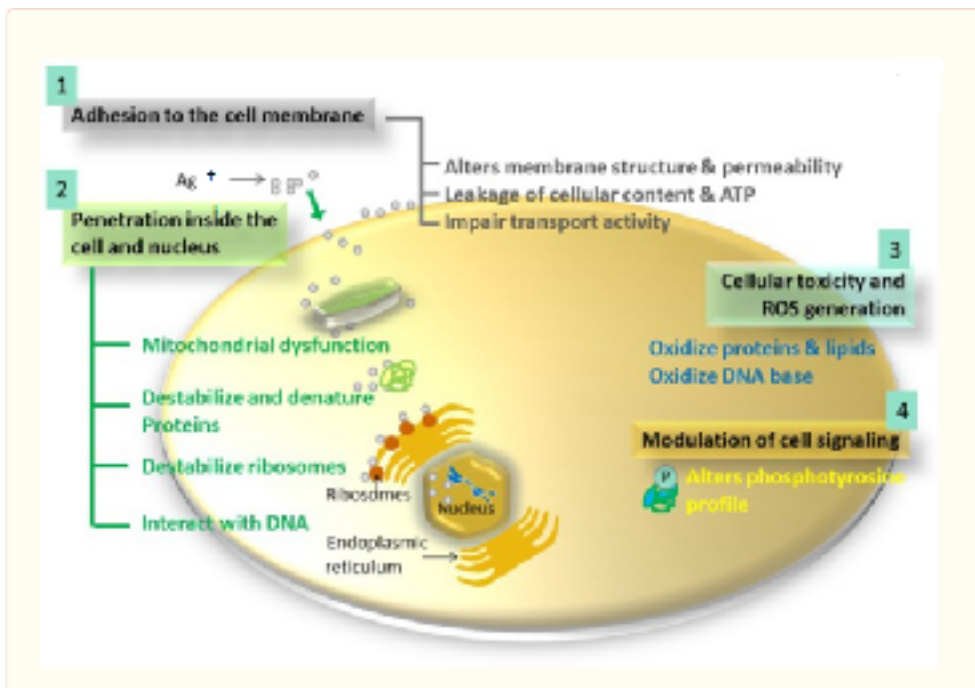 1
Adhesion to the cell membrane
Alters membrane structure & permeability
Leakage of cellular content & ATP
Impair transport activity
Ag +
2
Penetration inside the
cell and nucleus
Mitochondrial dysfunction
Destabilize and denature
Proteins
Destabilize ribosomes
Interact with DNA
Ribosomes
Nucleus
Endoplasmic
reticulum
3
Cellular toxicity and
ROS generation
Oxidize proteins & lipids
Oxidize DNA base
4
Modulation of cell signaling
P
Alters phosphotyrosine
profile